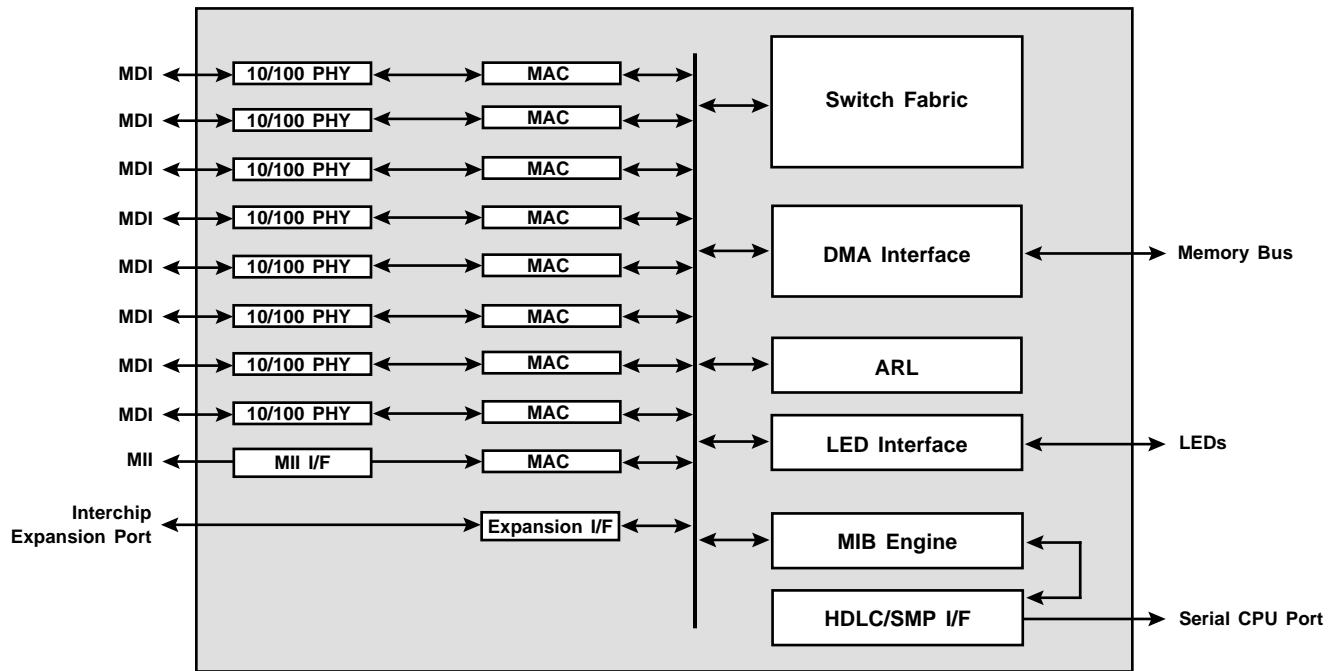 MDI 10/100 PHY MAC
MDI 10/100 PHY MAC
MDI 10/100 PHY MAC
MDI 10/100 PHY MAC
MDI 10/100 PHY MAC
MDI 10/100 PHY MAC
MDI 10/100 PHY MAC
MDI 10/100 PHY MAC
MII MII I/F MAC
Interchip
Expansion Port
Expansion I/F
Switch Fabric
DMA Interface
Memory Bus
ARL
LED Interface
LEDs
MIB Engine
HDLC/SMP I/F
Serial CPU Port